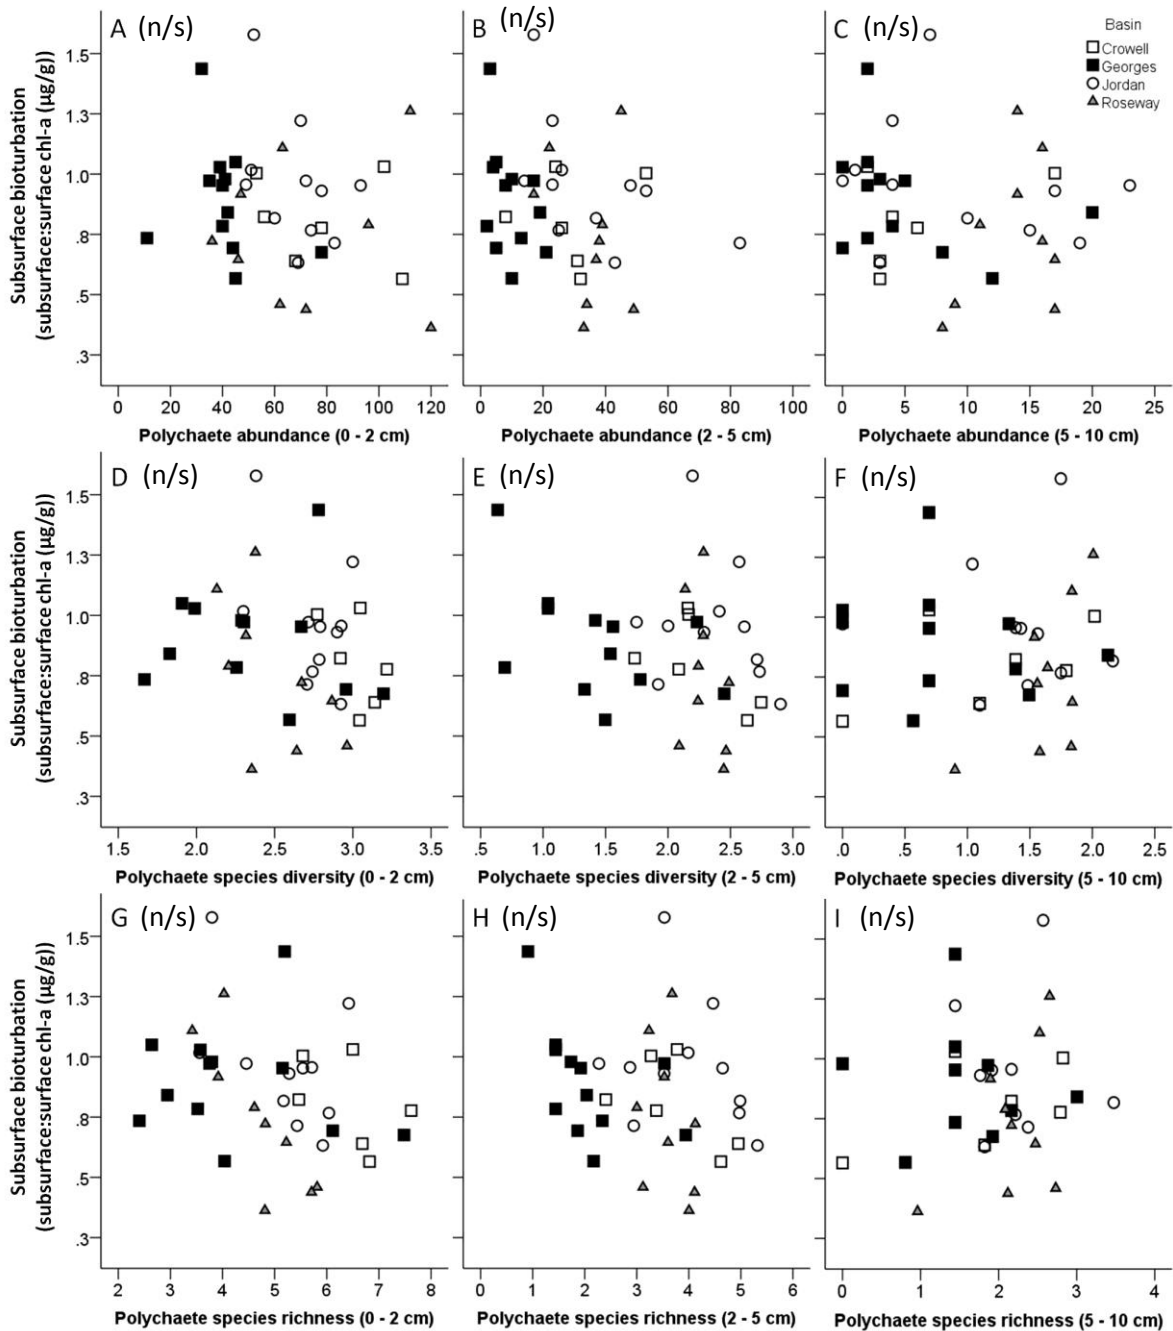 A (n/s)
B (n/s)
C (n/s)
Basin
Crowell
Georges
Jordan
Roseway
Subsurface bioturbation
(subsurface:surface chl-a (µg/g))
1.5
1.3
1.0
.8
.5
.3
0 20 40 60 80 100 120
0 20 40 60 80 100
0 5 10 15 20 25
Polychaete abundance (0 - 2 cm)
Polychaete abundance (2 - 5 cm)
Polychaete abundance (5 - 10 cm)
D (n/s)
E (n/s)
F (n/s)
Subsurface bioturbation
(subsurface:surface chl-a (µg/g))
1.5
1.3
1.0
.8
.5
.3
1.5 2.0 2.5 3.0 3.5
.5 1.0 1.5 2.0 2.5 3.0
.0 .5 1.0 1.5 2.0 2.5
Polychaete species diversity (0 - 2 cm)
Polychaete species diversity (2 - 5 cm)
Polychaete species diversity (5 - 10 cm)
G (n/s)
H (n/s)
I (n/s)
Subsurface bioturbation
(subsurface:surface chl-a (µg/g))
1.5
1.3
1.0
.8
.5
.3
2 3 4 5 6 7 8
0 1 2 3 4 5 6
0 1 2 3 4
Polychaete species richness (0 - 2 cm)
Polychaete species richness (2 - 5 cm)
Polychaete species richness (5 - 10 cm)